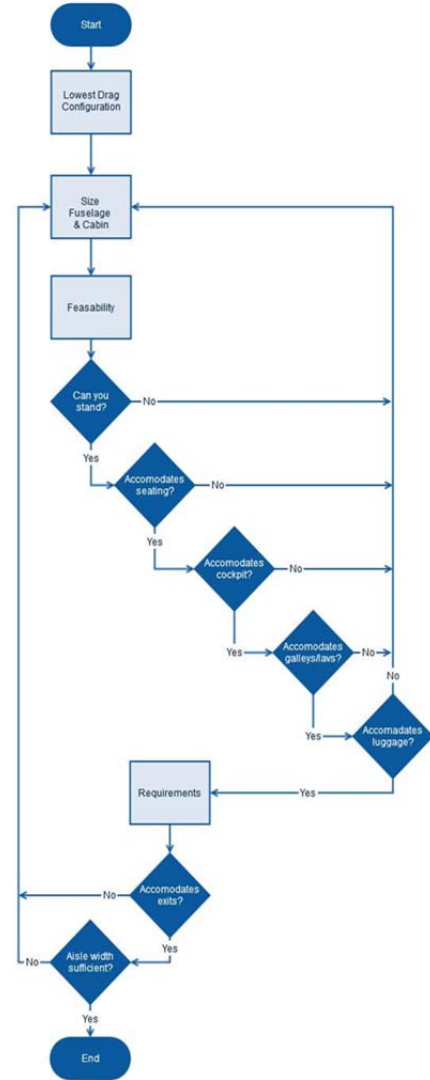 Start
Lowest Drag
Configuration
Size
Fuselage
& Cabin
Feasability
Can you
stand?
No
Yes
Accomodates
seating?
No
Yes
Accomodates
cockpit?
No
Yes
Accomodates
galleys/lavs?
No
No
Yes
Accomadates
luggage?
Yes
Requirements
Accomodates
exits?
No
Yes
Aisle width
sufficient?
No
Yes
End